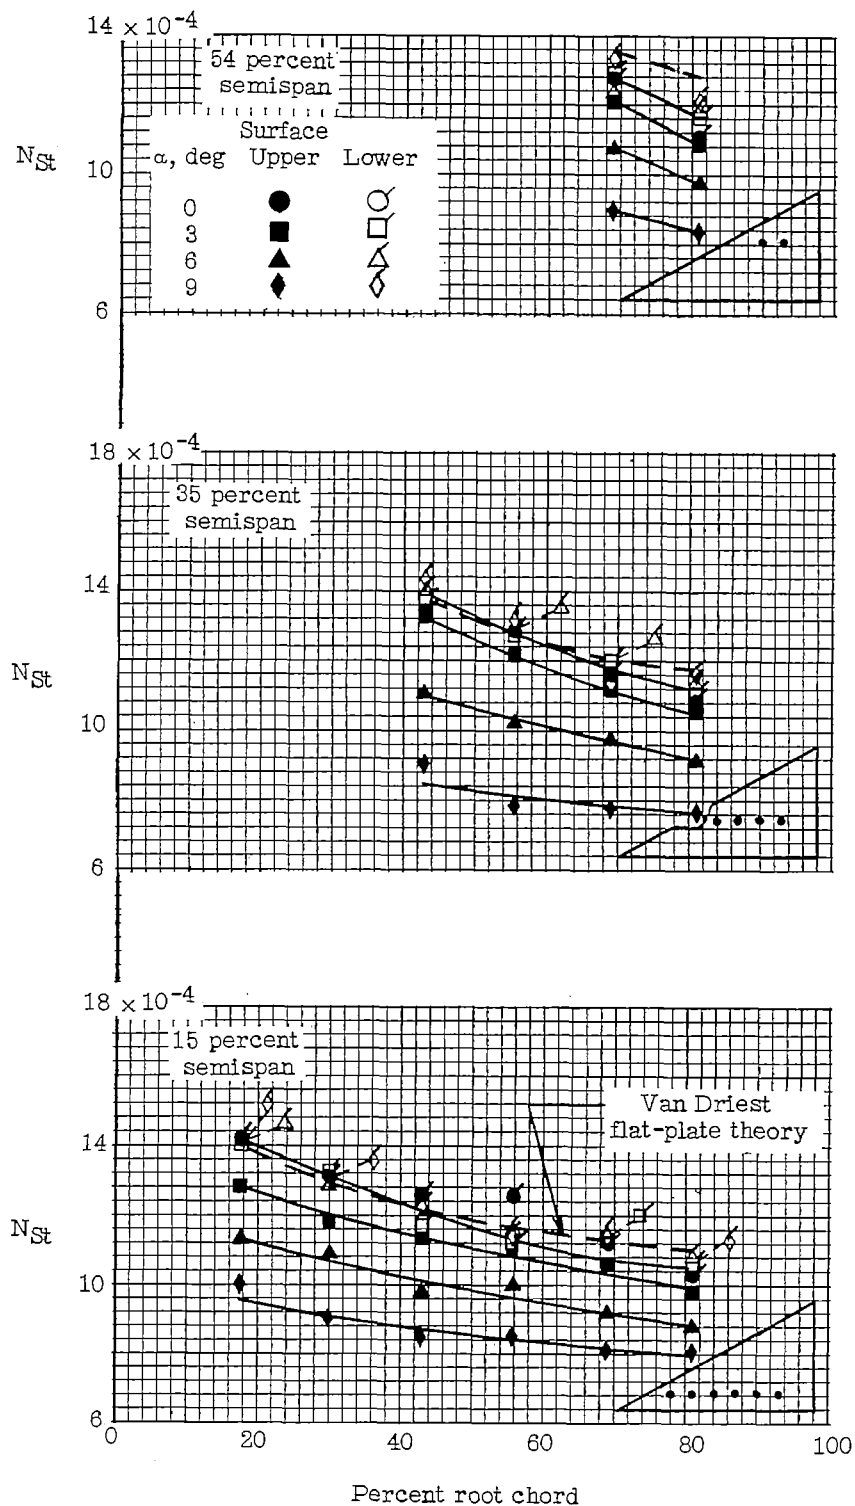 14 × 10⁻⁴
54 percent
semispan
Surface
α, deg Upper Lower
N_St
10
0
3
6
9
6
18 × 10⁻⁴
35 percent
semispan
14
N_St
10
6
18 × 10⁻⁴
15 percent
semispan
Van Driest
flat-plate theory
14
N_St
10
6
0 20 40 60 80 100
Percent root chord